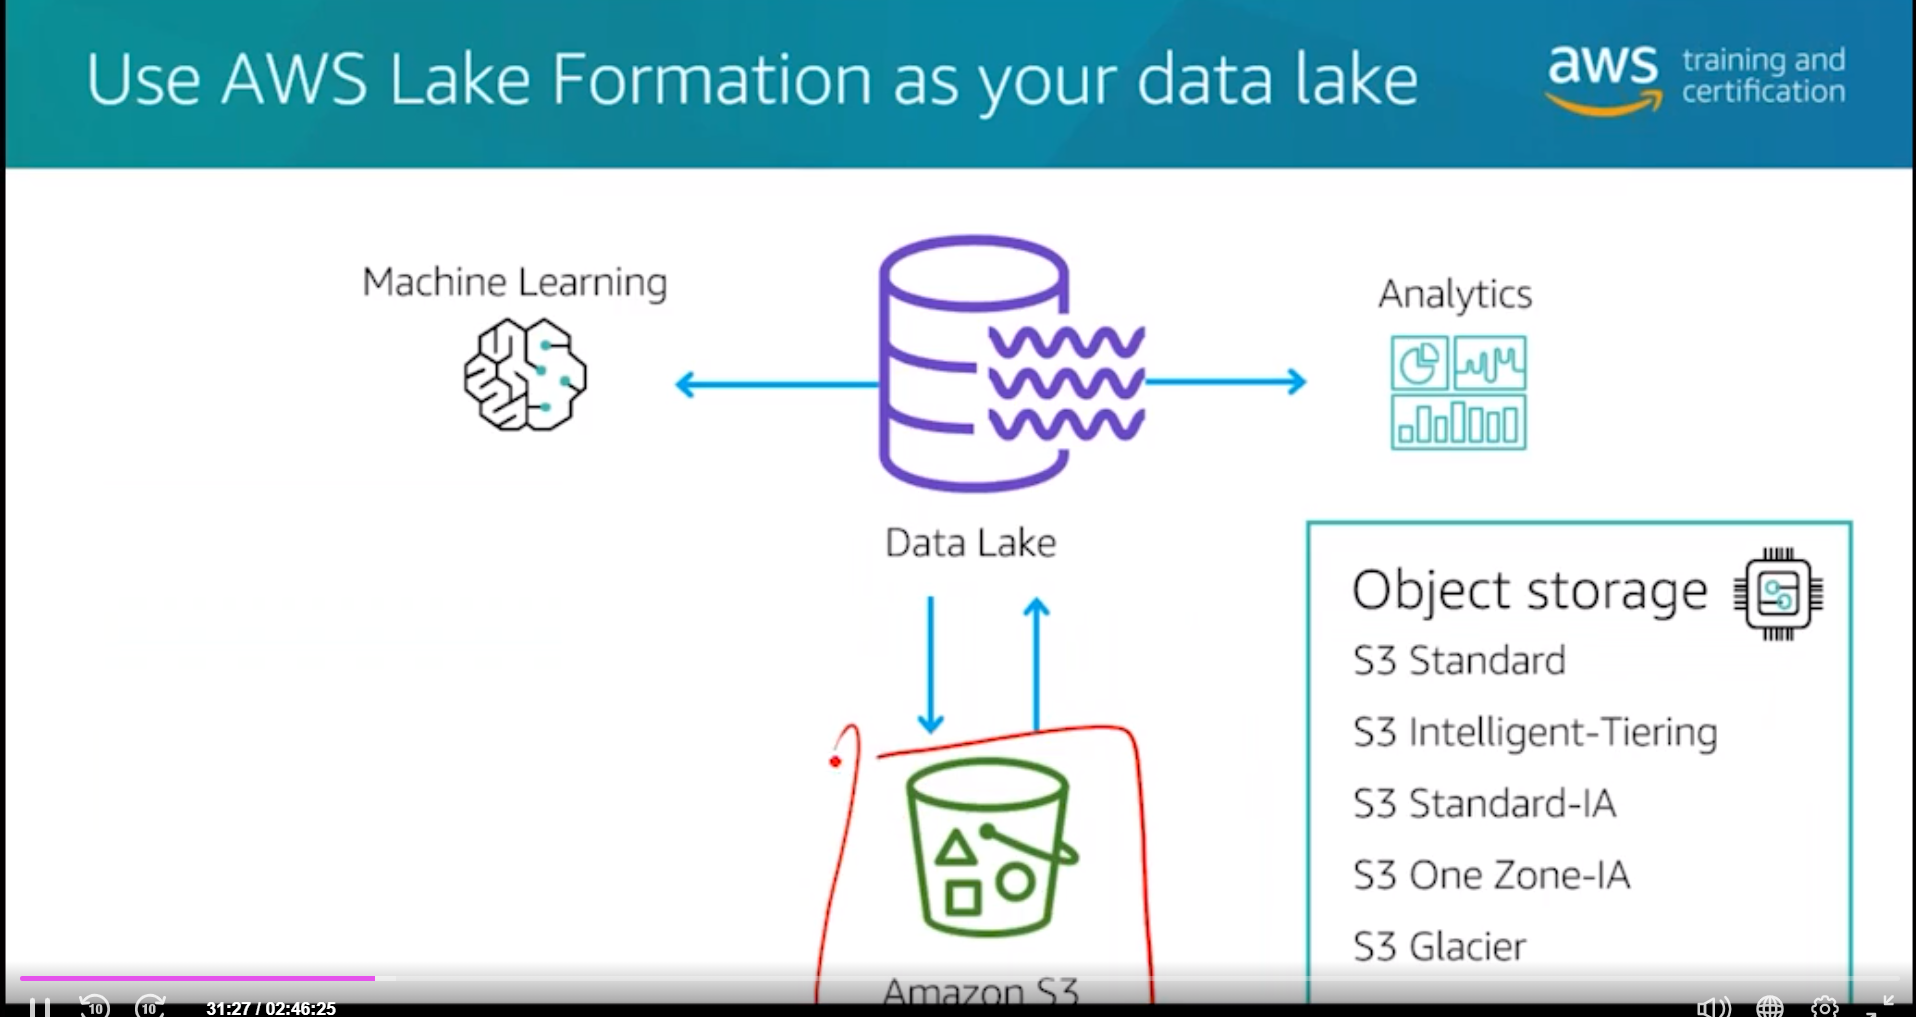 Use AWS Lake Formation as your data lake
aws training and certification
Machine Learning
Analytics
Data Lake
Object storage
S3 Standard
S3 Intelligent-Tiering
S3 Standard-IA
S3 One Zone-IA
S3 Glacier
Amazon S3
10
10
31:27 / 02:46:25